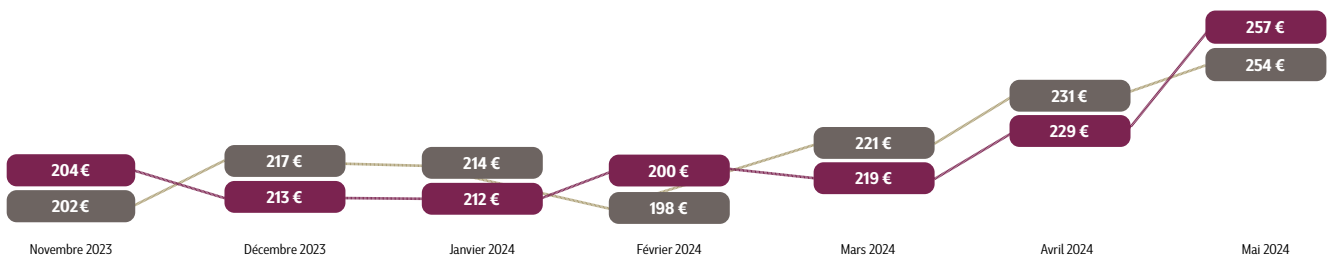 257 €
254 €
231 €
229 €
221 €
219 €
217 €
213 €
214 €
212 €
204 €
202 €
200 €
198 €
Novembre 2023
Décembre 2023
Janvier 2024
Février 2024
Mars 2024
Avril 2024
Mai 2024